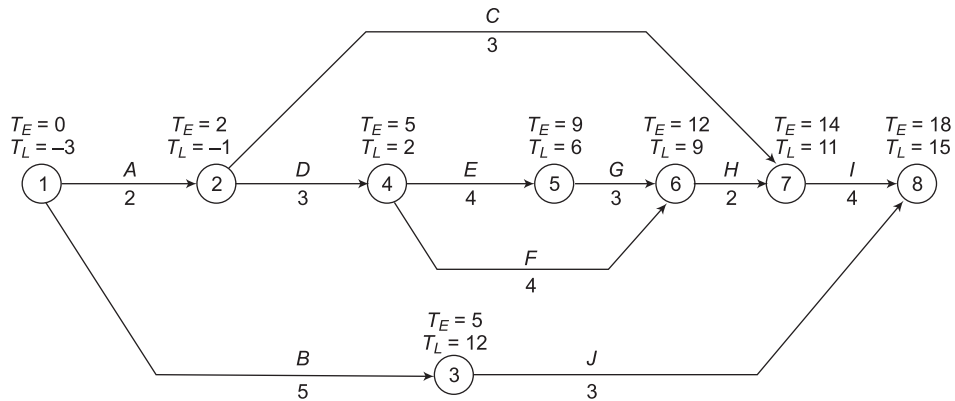 C
3
T_E = 0
T_L = –3
T_E = 2
T_L = –1
T_E = 5
T_L = 2
T_E = 9
T_L = 6
T_E = 12
T_L = 9
T_E = 14
T_L = 11
T_E = 18
T_L = 15
1 A 2 D 4 E 5 G 6 H 7 I 8
2 3 4 3 2 4
F
4
T_E = 5
T_L = 12
B 3 J
5 3